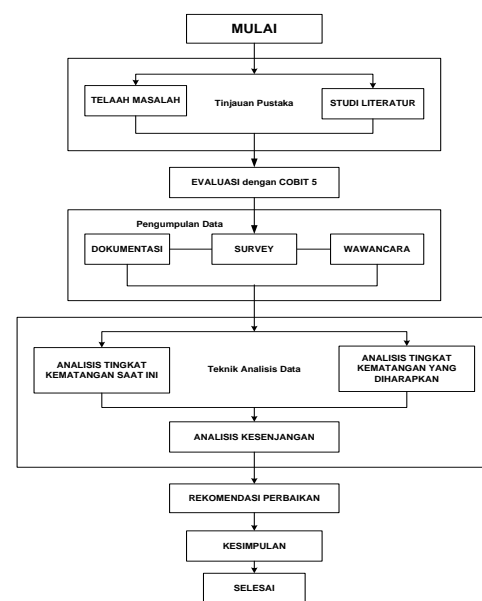 MULAI
TELAAH MASALAH
Tinjauan Pustaka
STUDI LITERATUR
EVALUASI dengan COBIT 5
Pengumpulan Data
DOKUMENTASI
SURVEY
WAWANCARA
ANALISIS TINGKAT
KEMATANGAN SAAT INI
Teknik Analisis Data
ANALISIS TINGKAT
KEMATANGAN YANG
DIHARAPKAN
ANALISIS KESENJANGAN
REKOMENDASI PERBAIKAN
KESIMPULAN
SELESAI